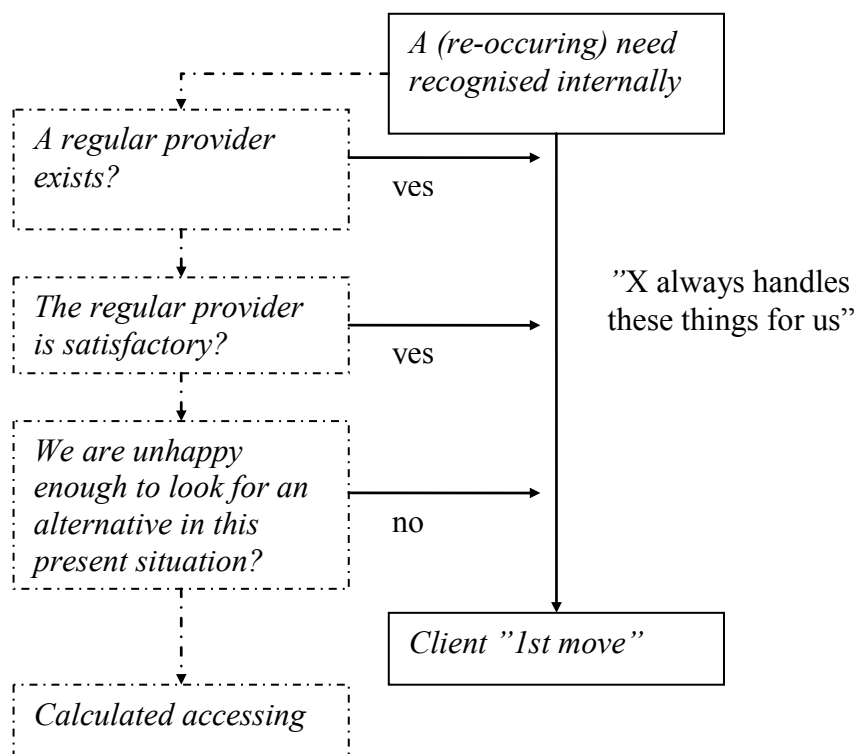 A (re-occuring) need
recognised internally
A regular provider
exists?
yes
The regular provider
is satisfactory?
yes
”X always handles
these things for us”
We are unhappy
enough to look for an
alternative in this
present situation?
no
Client ”1st move”
Calculated accessing